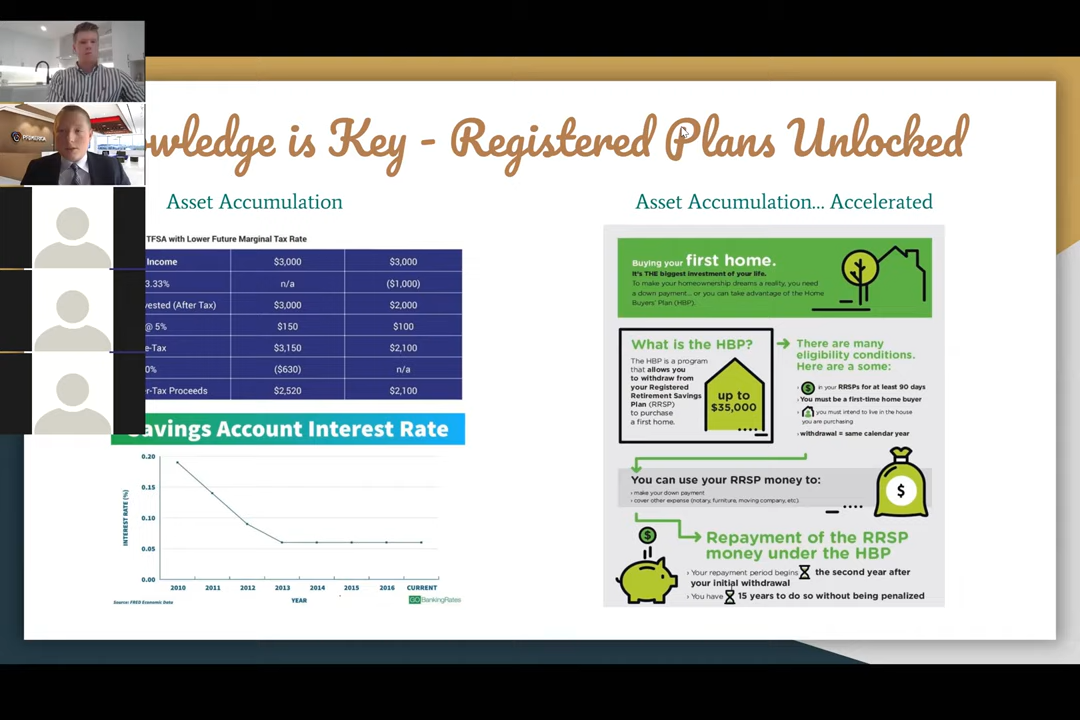 owledge is Key - Registered Plans Unlocked
Asset Accumulation
TFSA with Lower Future Marginal Tax Rate
Income $3,000 $3,000
3.33% n/a ($1,000)
vested (After Tax) $3,000 $2,000
@ 5% $150 $100
e-Tax $3,150 $2,100
0% ($630) n/a
er-Tax Proceeds $2,520 $2,100
Savings Account Interest Rate
0.20
0.15
0.10
0.05
0.00
INTEREST RATE (%)
2010 2011 2012 2013 2014 2015 2016 CURRENT
YEAR
Source: FRED Economic Data
GOBankingRates
Asset Accumulation... Accelerated
Buying your first home.
It's THE biggest investment of your life.
To make your homeownership dreams a reality, you need
a down payment... or you can take advantage of the Home
Buyers' Plan (HBP).
What is the HBP?
The HBP is a program
that allows you
to withdraw from
your Registered
Retirement Savings
Plan (RRSP)
to purchase
a first home.
up to
$35,000
There are many
eligibility conditions.
Here are a some:
› $ in your RRSPs for at least 90 days
› You must be a first-time home buyer
› you must intend to live in the house
you are purchasing
› withdrawal = same calendar year
You can use your RRSP money to:
› make your down payment
› cover other expense (notary, furniture, moving company, etc).
$
Repayment of the RRSP
money under the HBP
$
› Your repayment period begins the second year after
your initial withdrawal
› You have 15 years to do so without being penalized